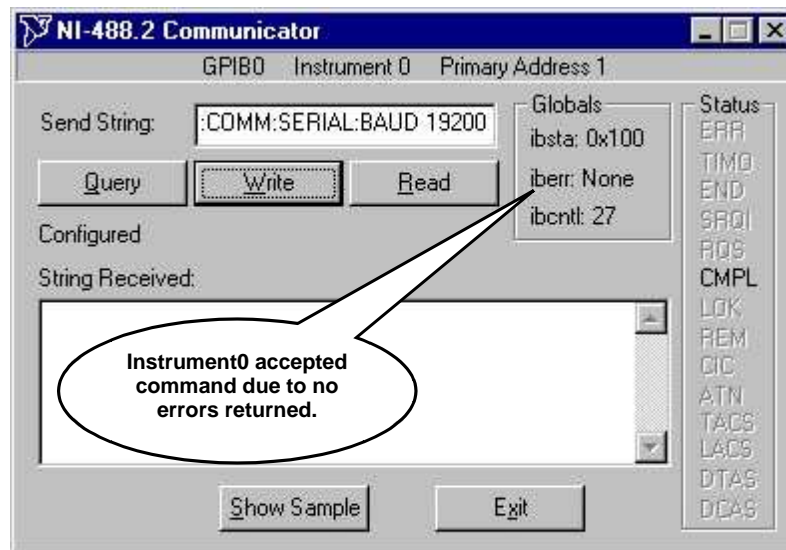 NI-488.2 Communicator
GPIB0 Instrument 0 Primary Address 1
Send String:
:COMM:SERIAL:BAUD 19200
Query
Write
Read
Configured
String Received:
Globals
ibsta: 0x100
iberr: None
ibcntl: 27
Status
ERR
TIMO
END
SRQI
RQS
CMPL
LOK
REM
CIC
ATN
TACS
LACS
DTAS
DCAS
Instrument0 accepted
command due to no
errors returned.
Show Sample
Exit